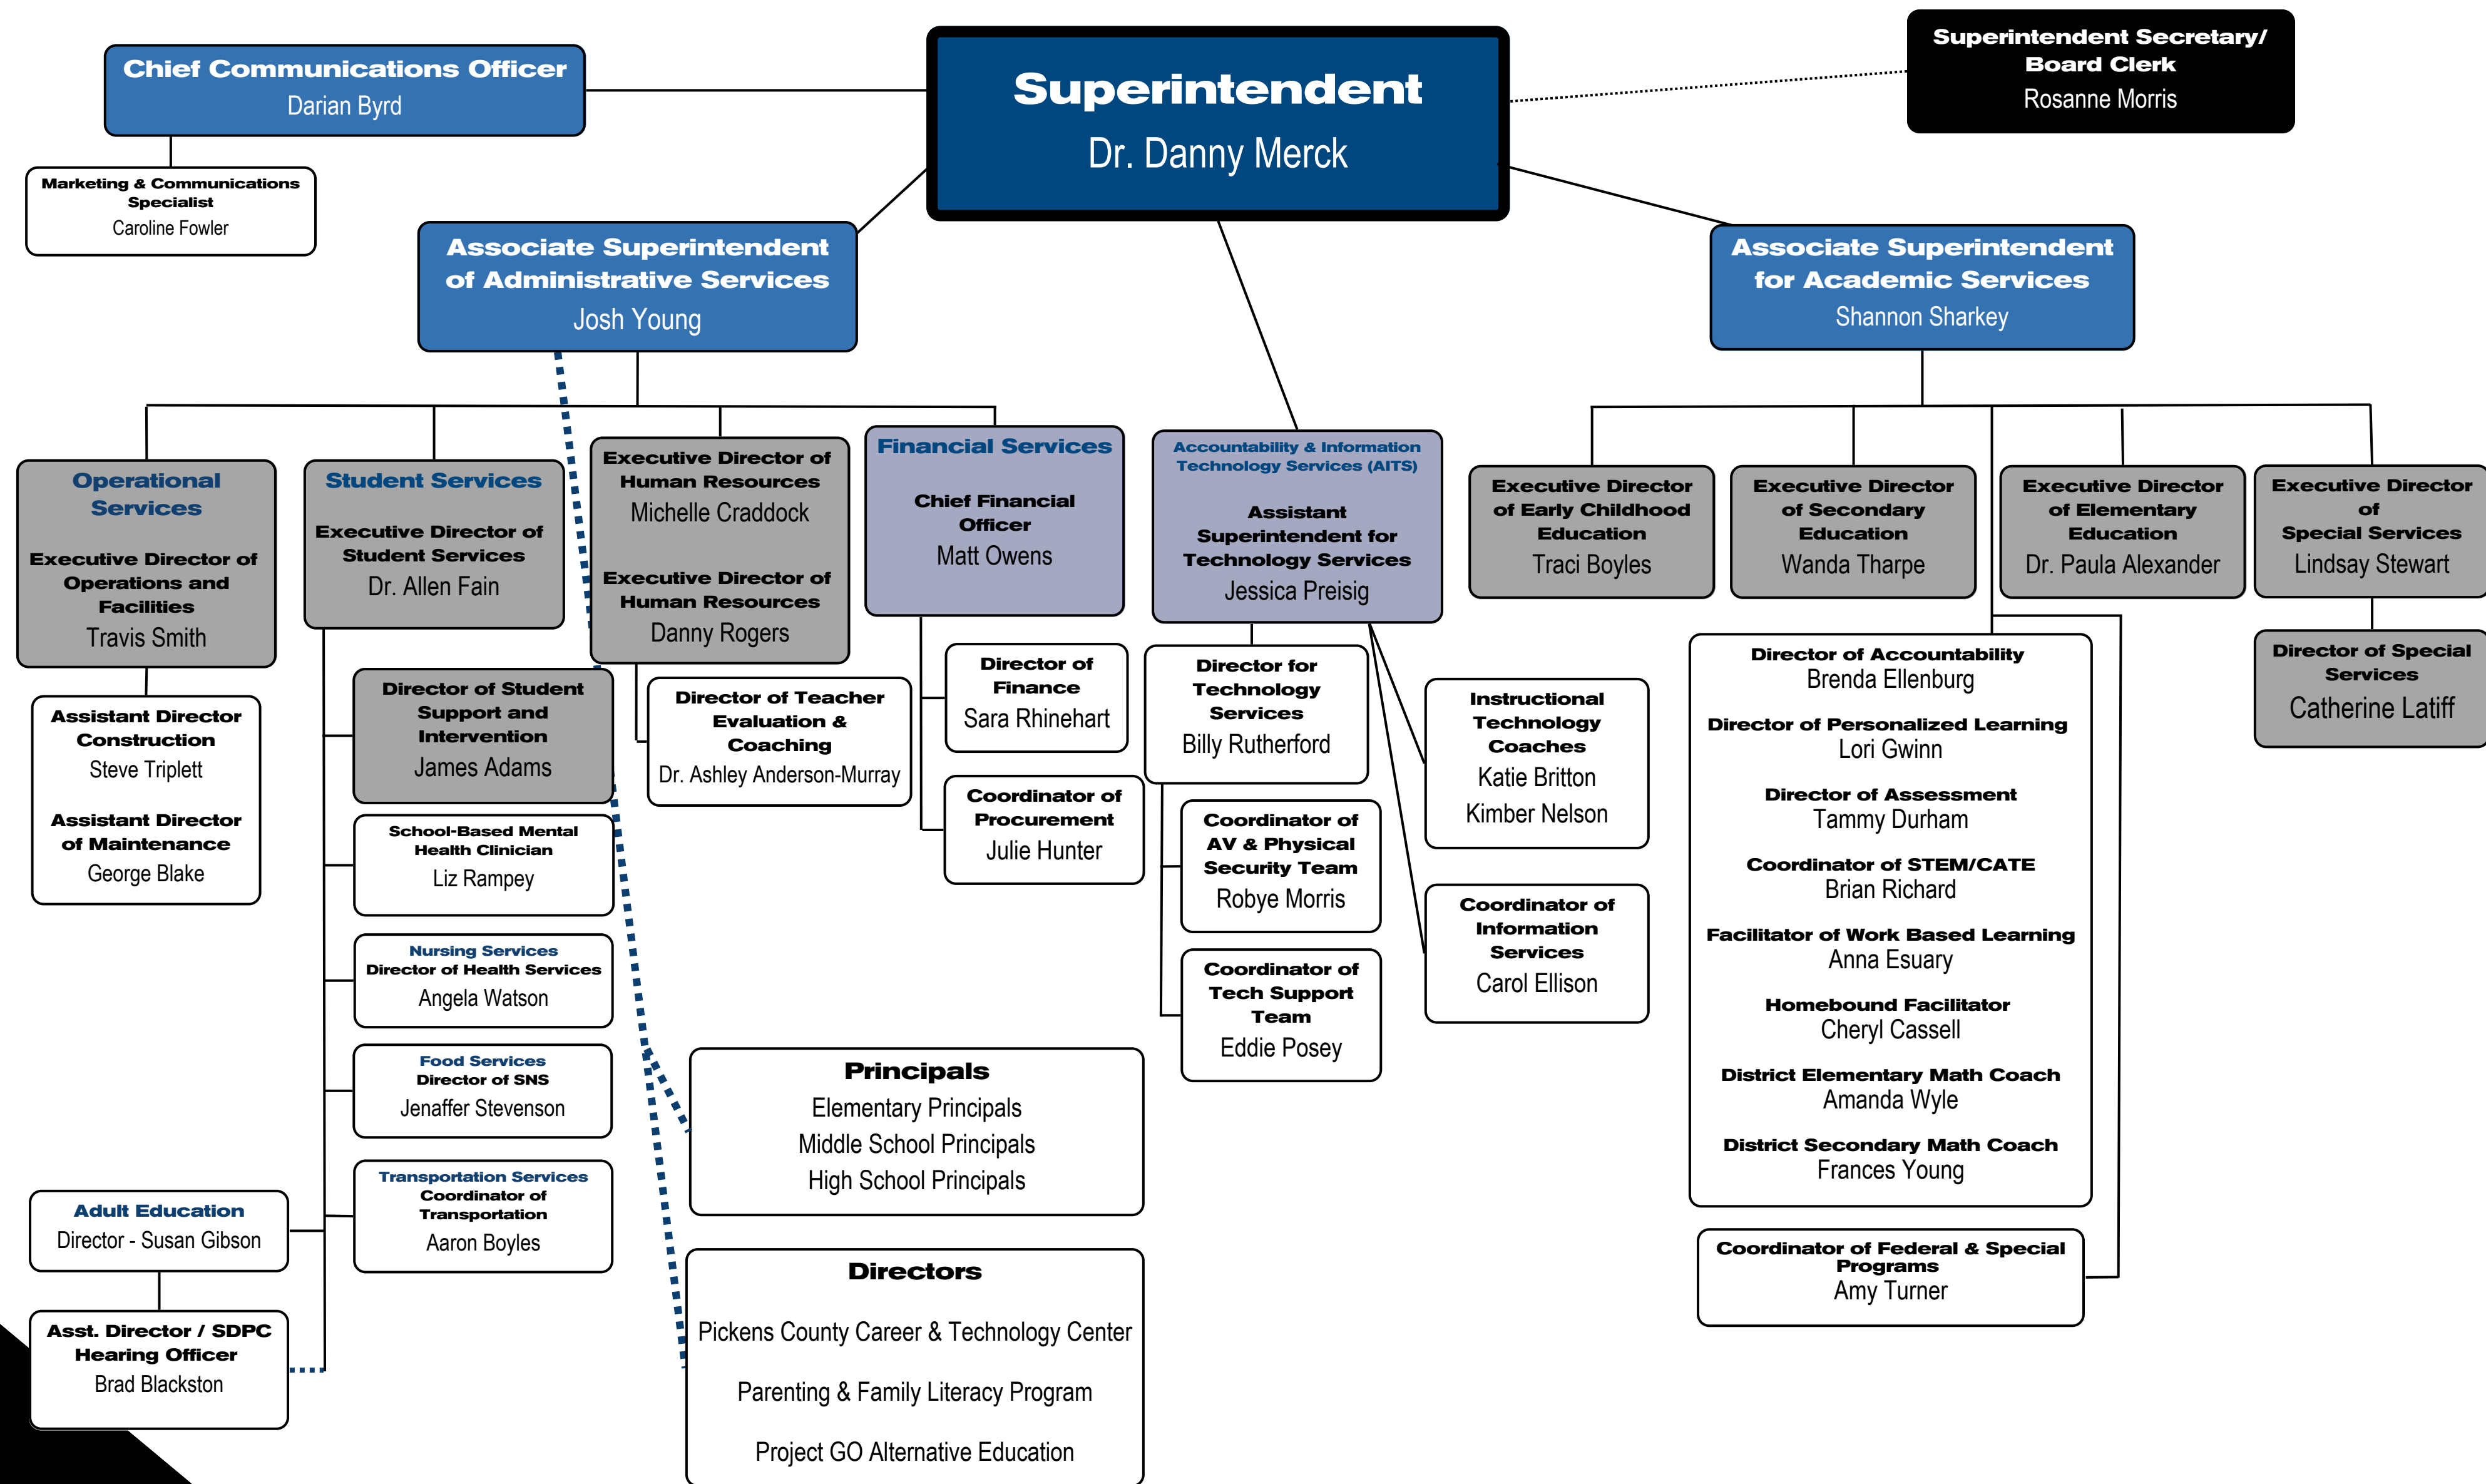 Superintendent
Dr. Danny Merck
Superintendent Secretary/
Board Clerk
Rosanne Morris
Chief Communications Officer
Darian Byrd
Marketing & Communications
Specialist
Caroline Fowler
Associate Superintendent
of Administrative Services
Josh Young
Associate Superintendent
for Academic Services
Shannon Sharkey
Operational
Services
Executive Director of
Operations and
Facilities
Travis Smith
Assistant Director
Construction
Steve Triplett
Assistant Director
of Maintenance
George Blake
Student Services
Executive Director of
Student Services
Dr. Allen Fain
Director of Student
Support and
Intervention
James Adams
School-Based Mental
Health Clinician
Liz Rampey
Nursing Services
Director of Health Services
Angela Watson
Food Services
Director of SNS
Jenaffer Stevenson
Transportation Services
Coordinator of
Transportation
Aaron Boyles
Adult Education
Director - Susan Gibson
Asst. Director / SDPC
Hearing Officer
Brad Blackston
Executive Director of
Human Resources
Michelle Craddock
Executive Director of
Human Resources
Danny Rogers
Director of Teacher
Evaluation &
Coaching
Dr. Ashley Anderson-Murray
Financial Services
Chief Financial
Officer
Matt Owens
Director of
Finance
Sara Rhinehart
Coordinator of
Procurement
Julie Hunter
Principals
Elementary Principals
Middle School Principals
High School Principals
Directors
Pickens County Career & Technology Center
Parenting & Family Literacy Program
Project GO Alternative Education
Accountability & Information
Technology Services (AITS)
Assistant
Superintendent for
Technology Services
Jessica Preisig
Director for
Technology
Services
Billy Rutherford
Coordinator of
AV & Physical
Security Team
Robye Morris
Coordinator of
Tech Support
Team
Eddie Posey
Instructional
Technology
Coaches
Katie Britton
Kimber Nelson
Coordinator of
Information
Services
Carol Ellison
Executive Director
of Early Childhood
Education
Traci Boyles
Executive Director
of Secondary
Education
Wanda Tharpe
Executive Director
of Elementary
Education
Dr. Paula Alexander
Executive Director
of
Special Services
Lindsay Stewart
Director of Special
Services
Catherine Latiff
Director of Accountability
Brenda Ellenburg
Director of Personalized Learning
Lori Gwinn
Director of Assessment
Tammy Durham
Coordinator of STEM/CATE
Brian Richard
Facilitator of Work Based Learning
Anna Esuary
Homebound Facilitator
Cheryl Cassell
District Elementary Math Coach
Amanda Wyle
District Secondary Math Coach
Frances Young
Coordinator of Federal & Special
Programs
Amy Turner